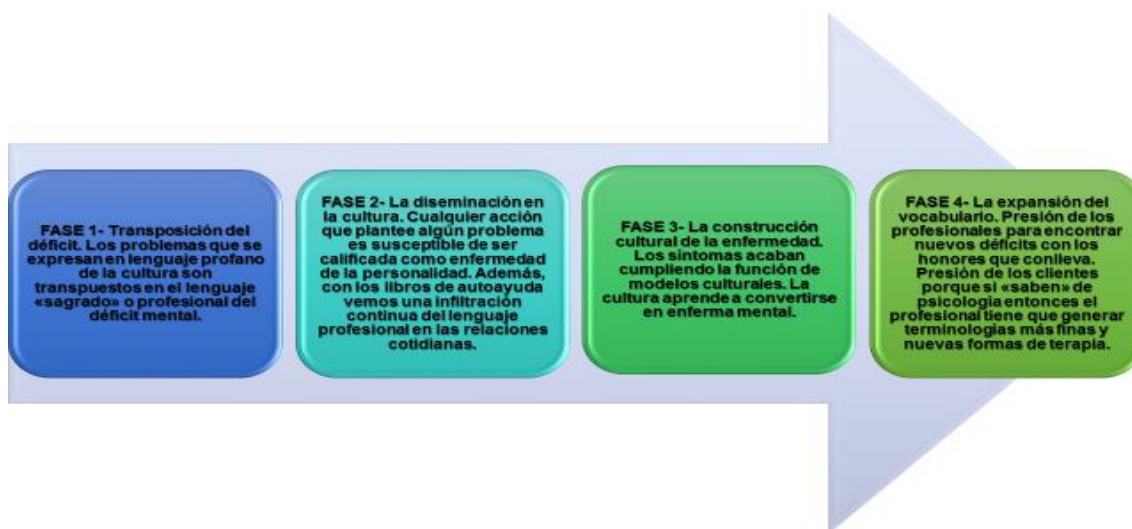 FASE 1- Transposición del
déficit. Los problemas que se
expresan en lenguaje profano
de la cultura son
transpuestos en el lenguaje
«sagrado» o profesional del
déficit mental.
FASE 2- La diseminación en
la cultura. Cualquier acción
que plantee algún problema
es susceptible de ser
calificada como enfermedad
de la personalidad. Además,
con los libros de autoayuda
vemos una infiltración
continua del lenguaje
profesional en las relaciones
cotidianas.
FASE 3- La construcción
cultural de la enfermedad.
Los síntomas acaban
cumpliendo la función de
modelos culturales. La
cultura aprende a convertirse
en enferma mental.
FASE 4- La expansión del
vocabulario. Presión de los
profesionales para encontrar
nuevos déficits con los
honores que conlleva.
Presión de los clientes
porque si «saben» de
psicología entonces el
profesional tiene que generar
terminologías más finas y
nuevas formas de terapia.